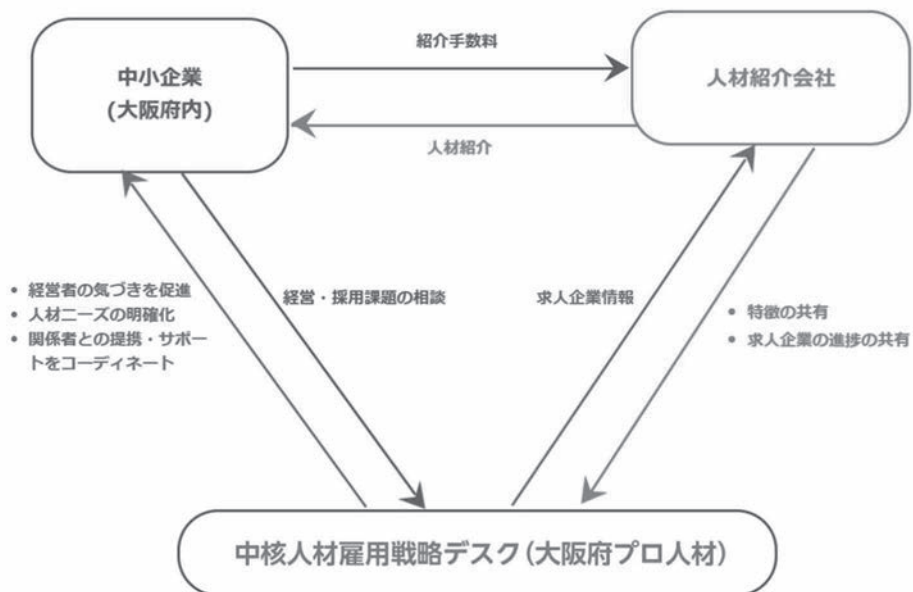 紹介手数料
中小企業
(大阪府内)
人材紹介会社
人材紹介
• 経営者の気づきを促進
• 人材ニーズの明確化
• 関係者との提携・サポー
トをコーディネート
経営・採用課題の相談
求人企業情報
• 特徴の共有
• 求人企業の進捗の共有
中核人材雇用戦略デスク(大阪府プロ人材)